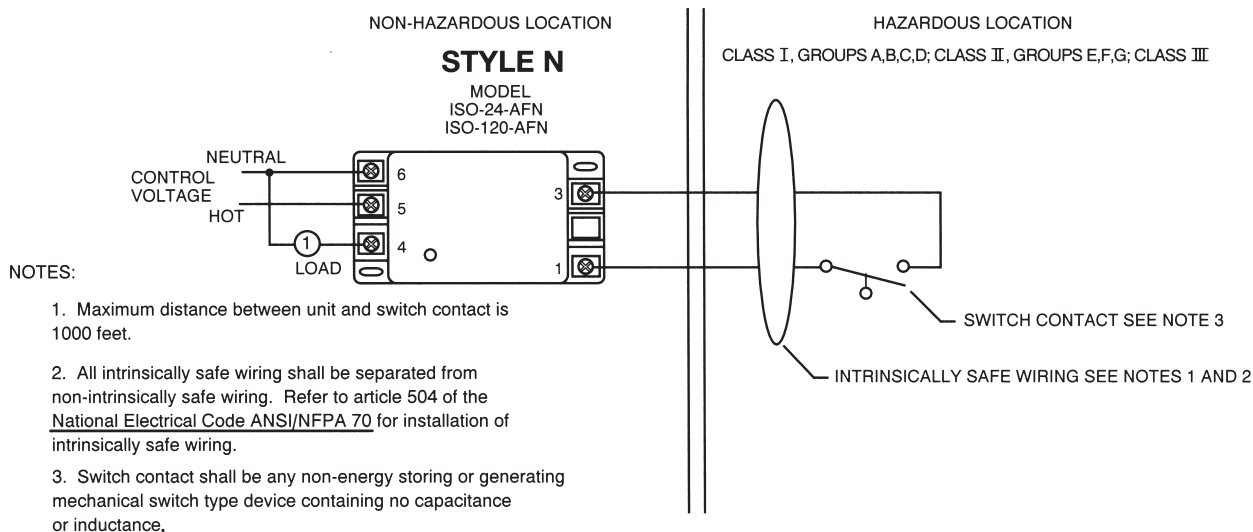 NON-HAZARDOUS LOCATION
HAZARDOUS LOCATION
CLASS I, GROUPS A,B,C,D; CLASS II, GROUPS E,F,G; CLASS III
STYLE N
MODEL
ISO-24-AFN
ISO-120-AFN
NEUTRAL
CONTROL
VOLTAGE
HOT
6
5
4
3
1
1
LOAD
SWITCH CONTACT SEE NOTE 3
INTRINSICALLY SAFE WIRING SEE NOTES 1 AND 2
NOTES:
1. Maximum distance between unit and switch contact is
1000 feet.
2. All intrinsically safe wiring shall be separated from
non-intrinsically safe wiring. Refer to article 504 of the
National Electrical Code ANSI/NFPA 70 for installation of
intrinsically safe wiring.
3. Switch contact shall be any non-energy storing or generating
mechanical switch type device containing no capacitance
or inductance.